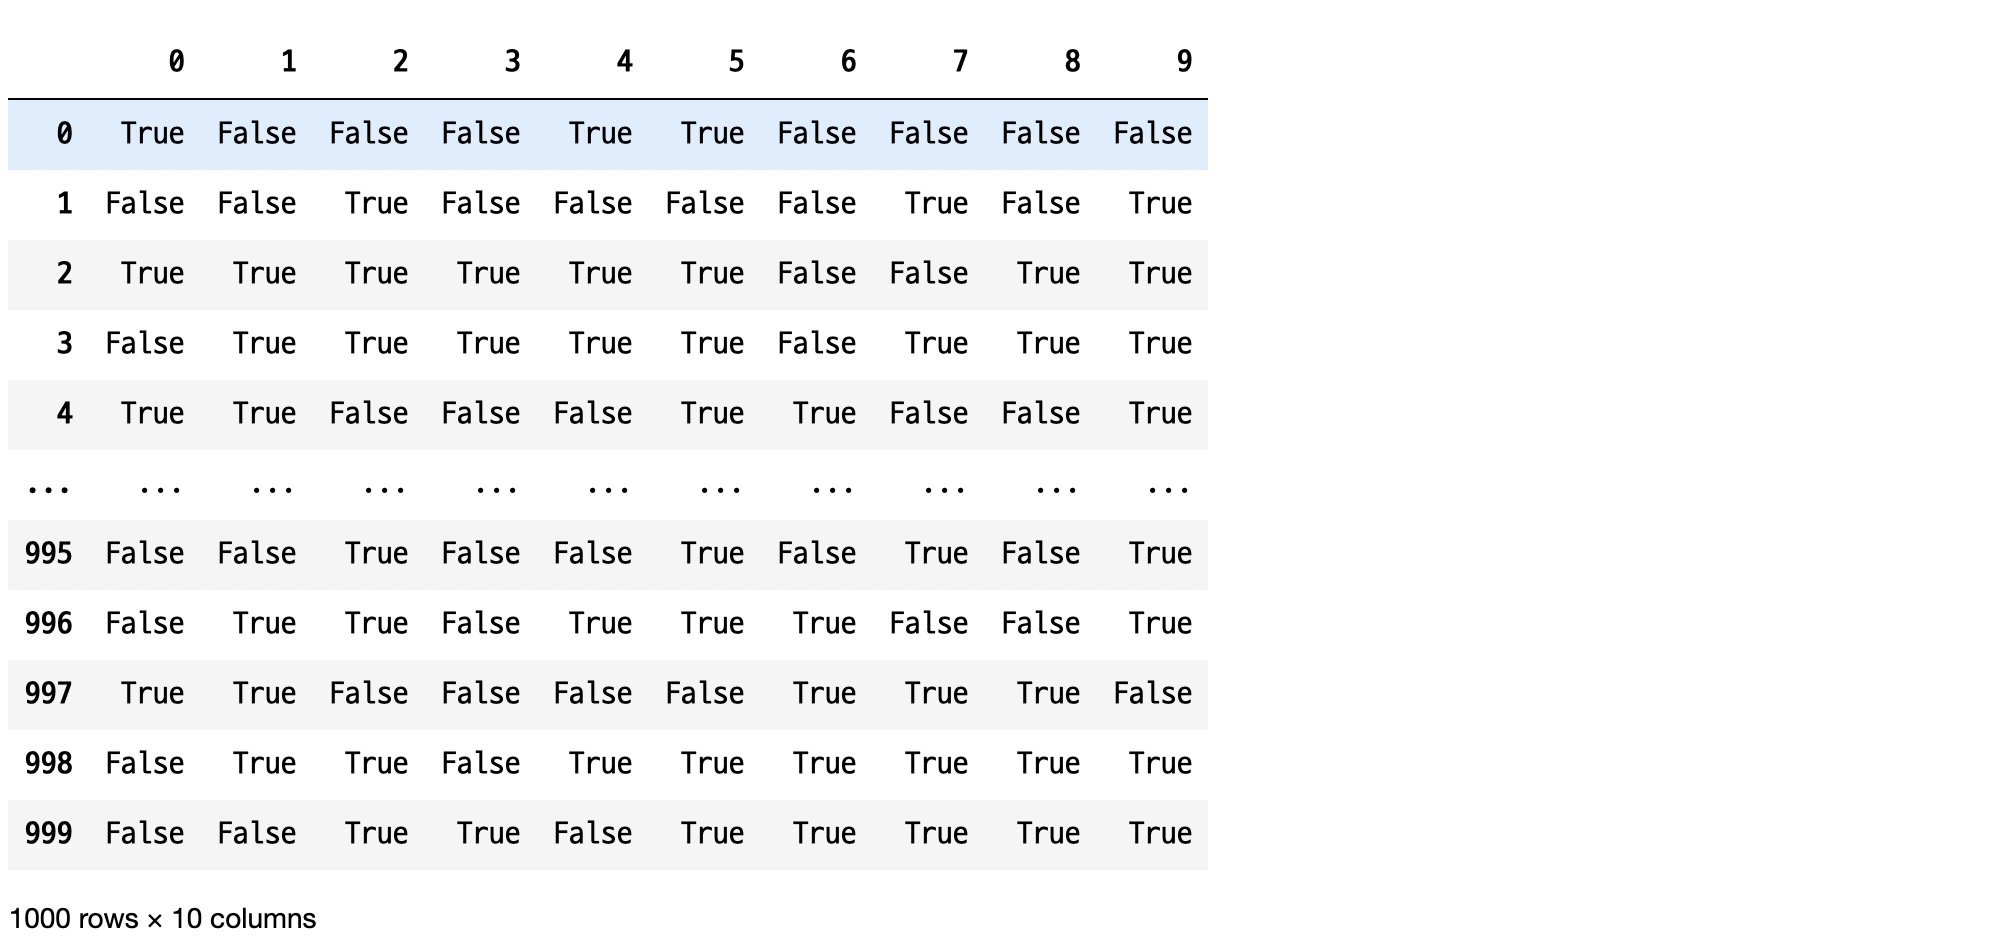 0 1 2 3 4 5 6 7 8 9
0 True False False False True True False False False False
1 False False True False False False False True False True
2 True True True True True True False False True True
3 False True True True True True False True True True
4 True True False False False True True False False True
... ... ... ... ... ... ... ... ... ... ...
995 False False True False False True False True False True
996 False True True False True True True False False True
997 True True False False False False True True True False
998 False True True False True True True True True True
999 False False True True False True True True True True
1000 rows × 10 columns